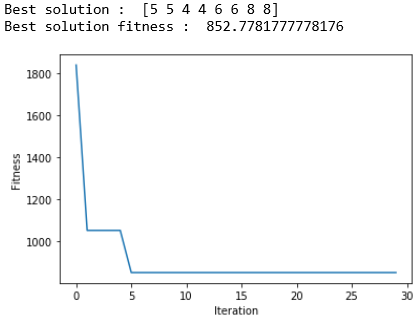 Best solution : [5 5 4 4 6 6 8 8]
Best solution fitness : 852.7781777778176
1800
1600
1400
1200
1000
Fitness
0 5 10 15 20 25 30
Iteration